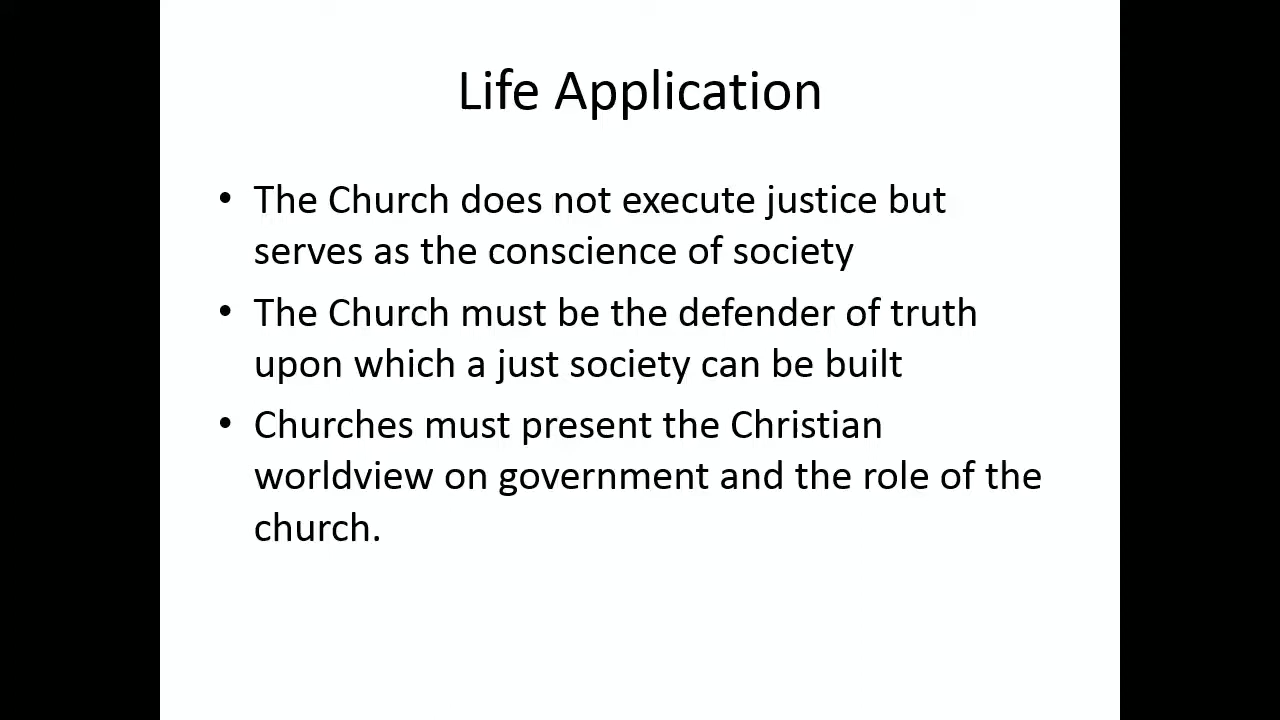 Life Application
• The Church does not execute justice but
serves as the conscience of society
• The Church must be the defender of truth
upon which a just society can be built
• Churches must present the Christian
worldview on government and the role of the
church.